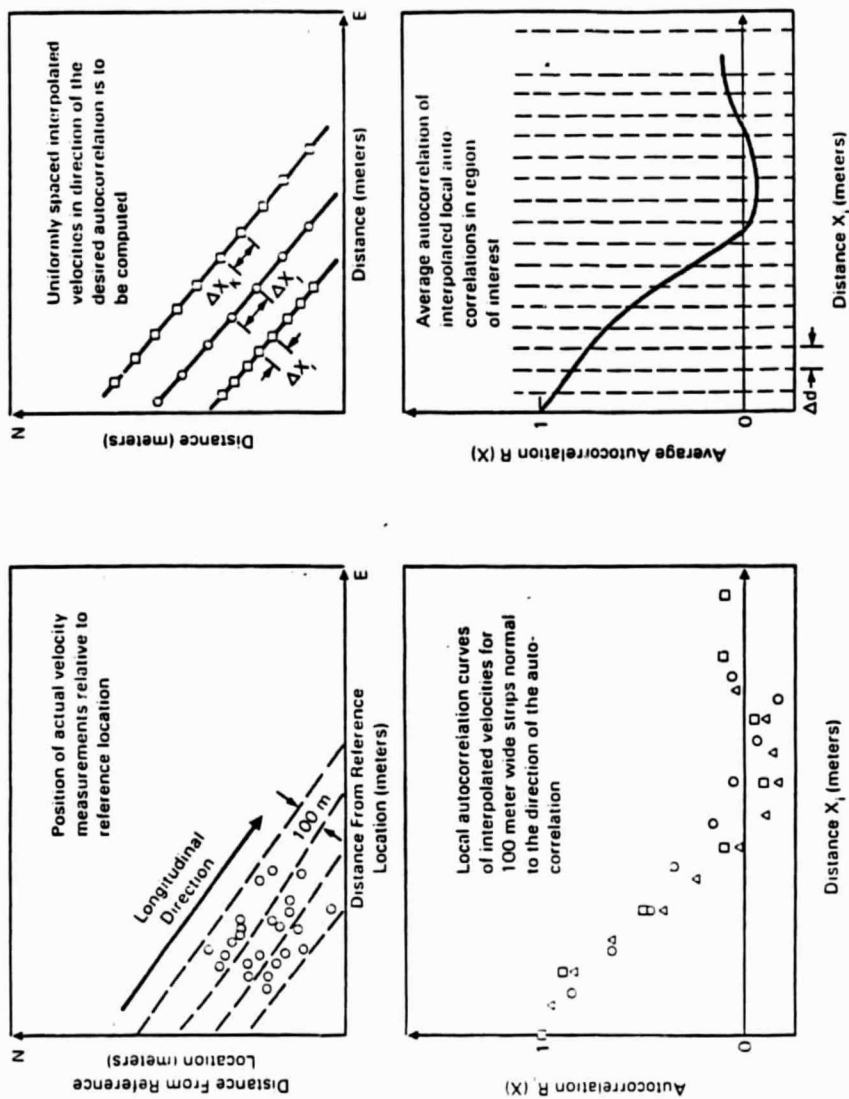 N
Distance From Reference
Location (meters)
Position of actual velocity
measurements relative to
reference location
Longitudinal
Direction
100 m
E
Distance From Reference
Location (meters)
N
Distance (meters)
Uniformly spaced interpolated
velocities in direction of the
desired autocorrelation is to
be computed
ΔX_K
ΔX_j
ΔX_i
E
Distance (meters)
Autocorrelation R_i (X)
1
0
Local autocorrelation curves
of interpolated velocities for
100 meter wide strips normal
to the direction of the auto-
correlation
Distance X_i (meters)
Average Autocorrelation R (X)
1
0
Average autocorrelation of
interpolated local auto-
correlations in region
of interest
Δd
Distance X_i (meters)